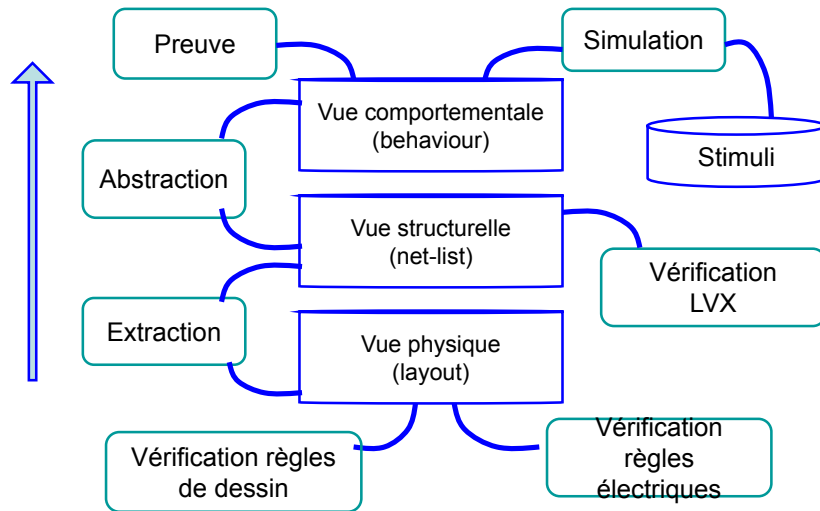 Preuve
Simulation
Vue comportementale
(behaviour)
Stimuli
Abstraction
Vue structurelle
(net-list)
Vérification
LVX
Extraction
Vue physique
(layout)
Vérification règles
de dessin
Vérification
règles
électriques